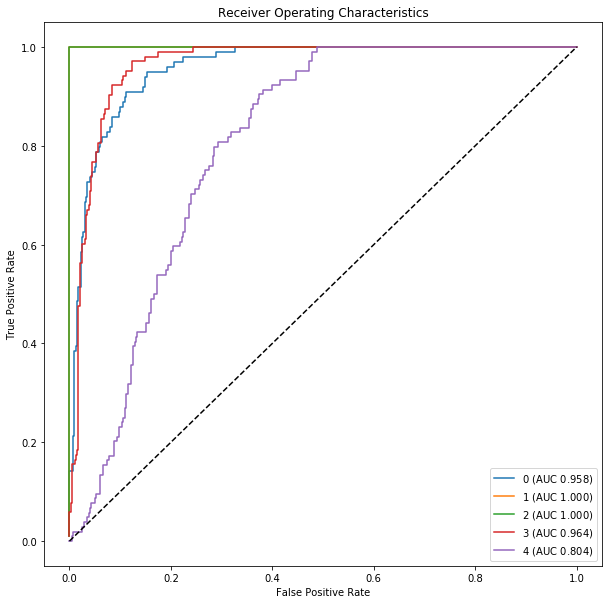 Receiver Operating Characteristics
True Positive Rate
1.0
0.8
0.6
0.4
0.2
0.0
0.0 0.2 0.4 0.6 0.8 1.0
False Positive Rate
0 (AUC 0.958)
1 (AUC 1.000)
2 (AUC 1.000)
3 (AUC 0.964)
4 (AUC 0.804)